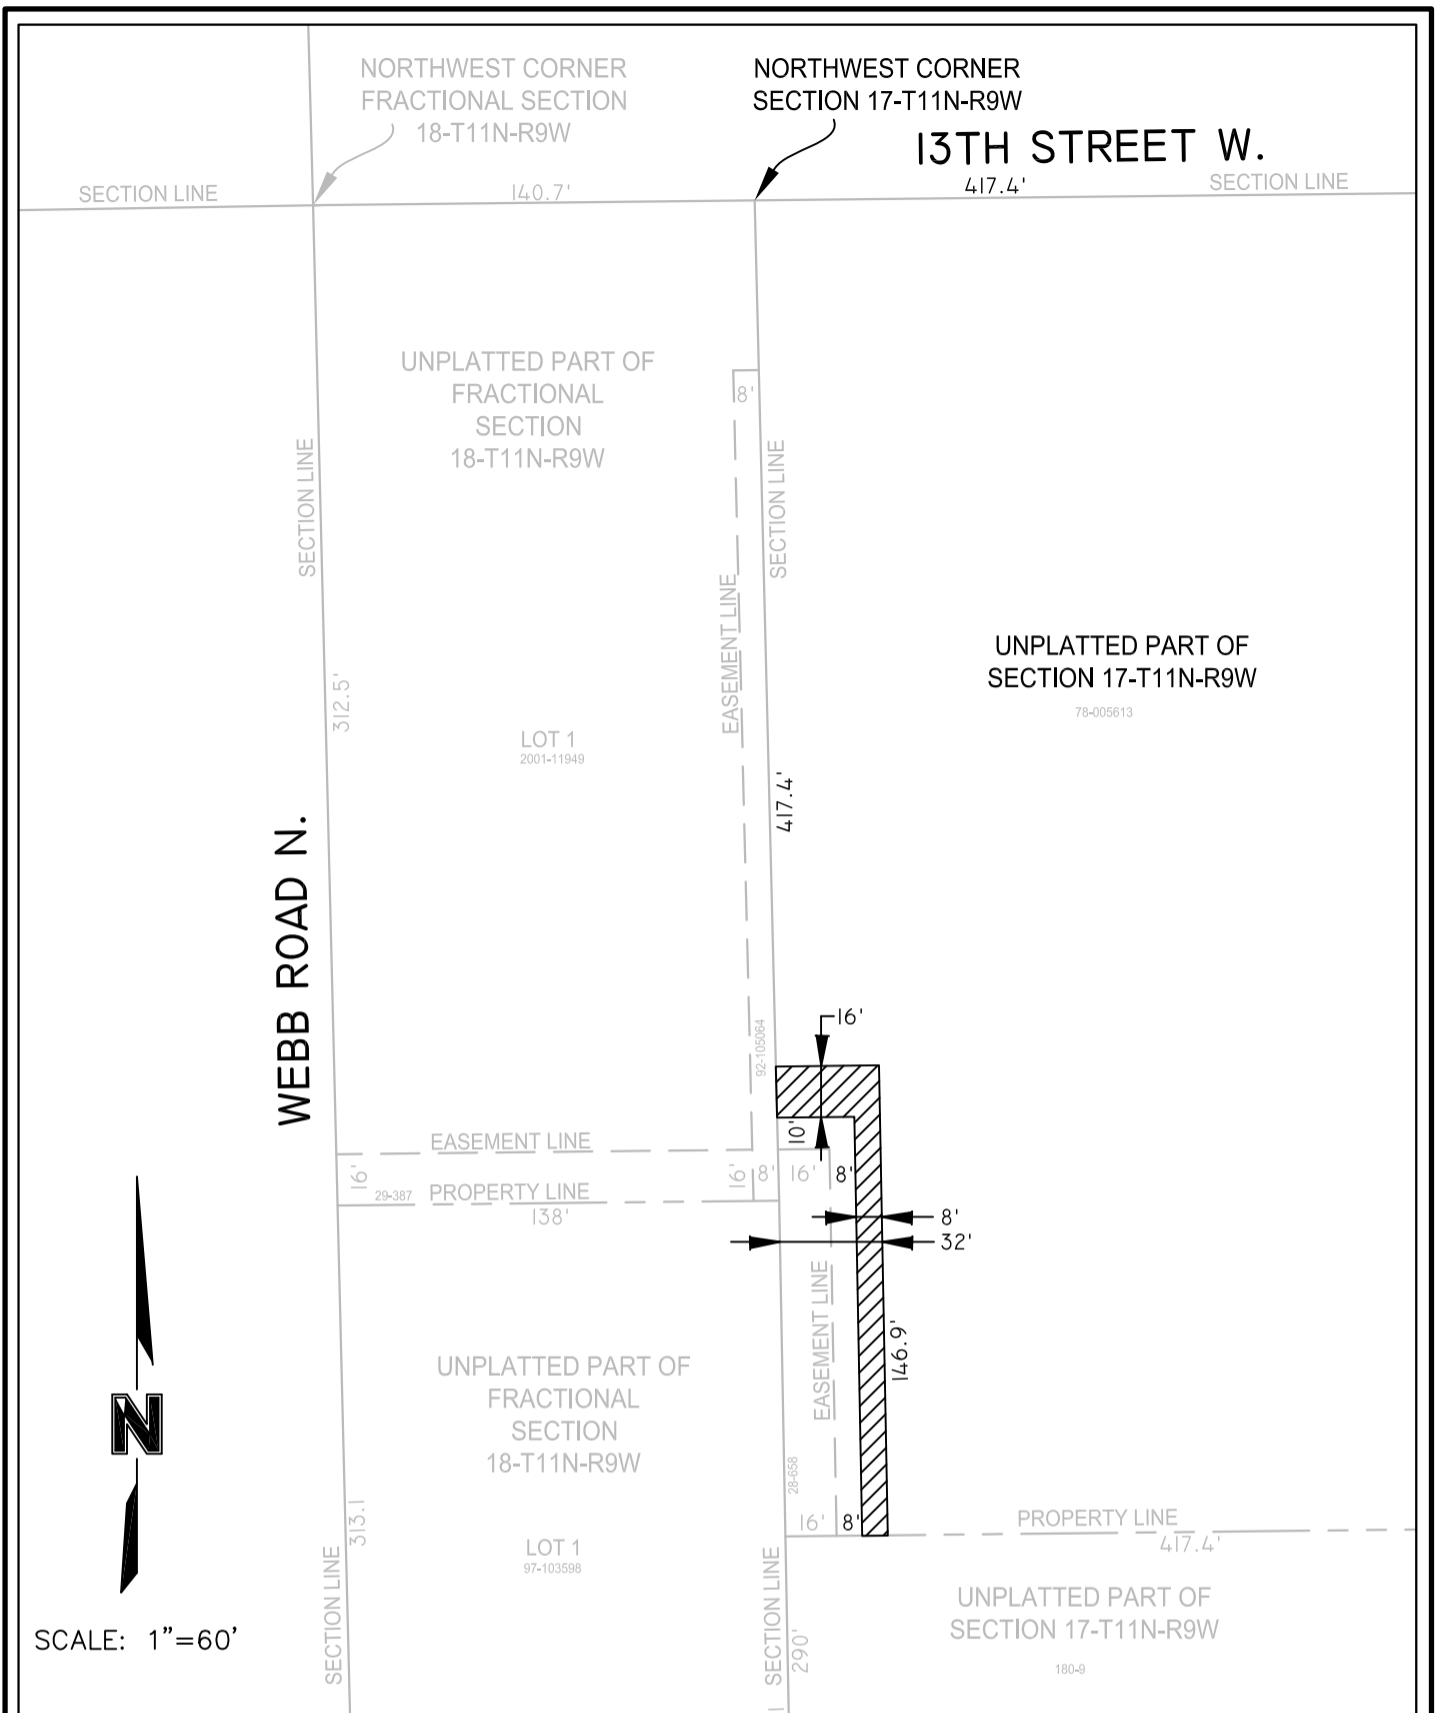 NORTHWEST CORNER
FRACTIONAL SECTION
18-T11N-R9W
NORTHWEST CORNER
SECTION 17-T11N-R9W
13TH STREET W.
SECTION LINE
140.7'
417.4'
SECTION LINE
UNPLATTED PART OF
FRACTIONAL
SECTION
18-T11N-R9W
8'
SECTION LINE
SECTION LINE
EASEMENT LINE
UNPLATTED PART OF
SECTION 17-T11N-R9W
78-005613
312.5'
LOT 1
2001-11949
417.4'
WEBB ROAD N.
92-105064
16'
10'
EASEMENT LINE
16'
29-387
PROPERTY LINE
138'
16'
8'
16'
8'
8'
32'
EASEMENT LINE
146.9'
UNPLATTED PART OF
FRACTIONAL
SECTION
18-T11N-R9W
N
28-658
313.1
LOT 1
97-103598
16'
8'
PROPERTY LINE
417.4'
SECTION LINE
SECTION LINE
290'
UNPLATTED PART OF
SECTION 17-T11N-R9W
180-9
SCALE: 1"=60'